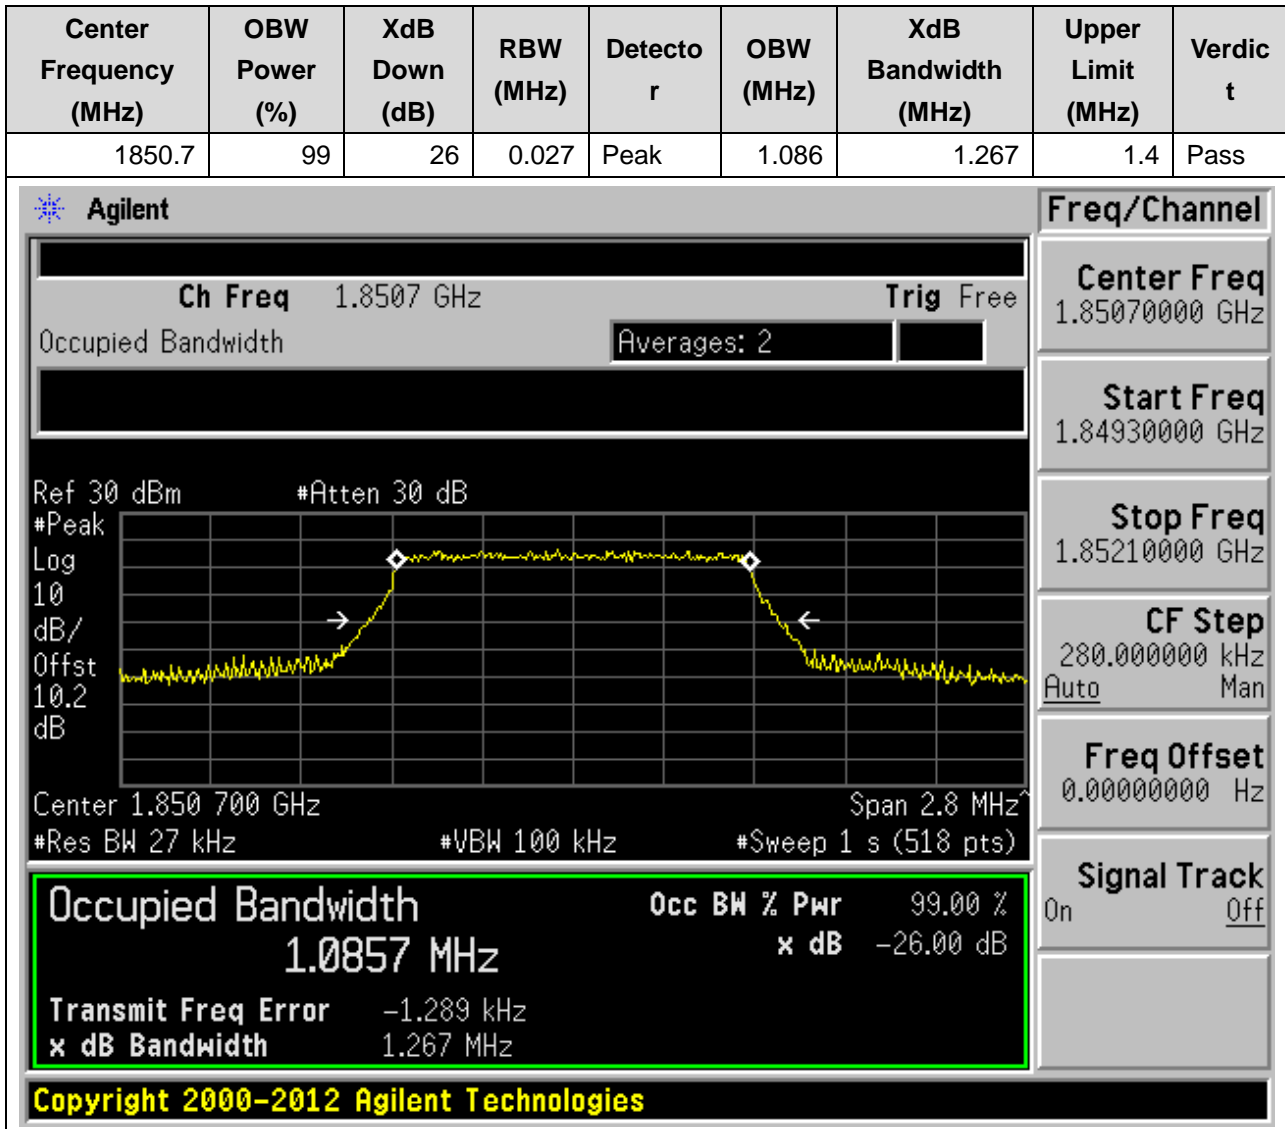 Center Frequency (MHz) OBW Power (%) XdB Down (dB) RBW (MHz) Detecto r OBW (MHz) XdB Bandwidth (MHz) Upper Limit (MHz) Verdic t
1850.7 99 26 0.027 Peak 1.086 1.267 1.4 Pass
Agilent
Freq/Channel
Ch Freq 1.8507 GHz Trig Free
Occupied Bandwidth Averages: 2
Center Freq
1.85070000 GHz
Start Freq
1.84930000 GHz
Stop Freq
1.85210000 GHz
CF Step
280.000000 kHz
Auto Man
Freq Offset
0.00000000 Hz
Signal Track
On Off
Ref 30 dBm #Atten 30 dB
#Peak
Log
10
dB/
Offst
10.2
dB
Center 1.850 700 GHz Span 2.8 MHz^
#Res BW 27 kHz #VBW 100 kHz #Sweep 1 s (518 pts)
Occupied Bandwidth Occ BW % Pwr 99.00 %
1.0857 MHz x dB -26.00 dB
Transmit Freq Error -1.289 kHz
x dB Bandwidth 1.267 MHz
Copyright 2000-2012 Agilent Technologies